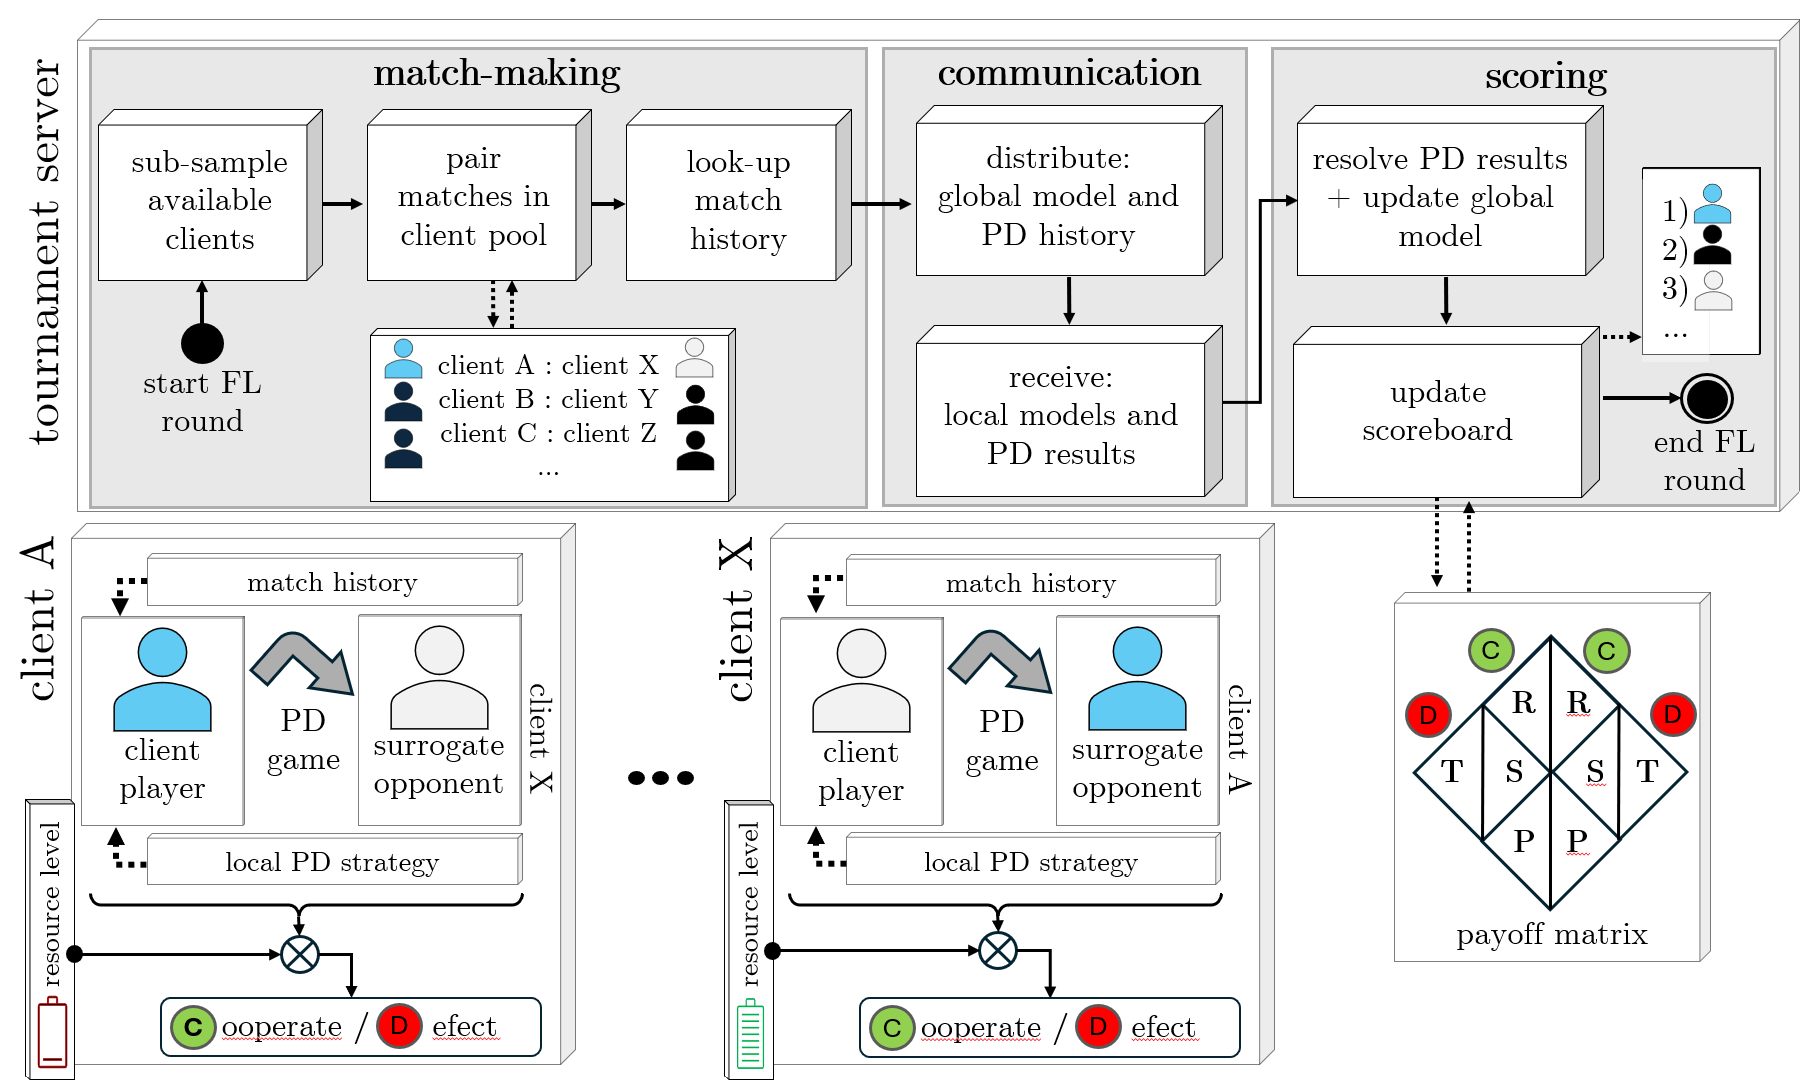 tournament server
match-making
sub-sample
available
clients
pair
matches in
client pool
look-up
match
history
start FL
round
client A : client X
client B : client Y
client C : client Z
...
communication
distribute:
global model and
PD history
receive:
local models and
PD results
scoring
resolve PD results
+ update global
model
update
scoreboard
1)
2)
3)
...
end FL
round
client A
match history
client
player
PD
game
surrogate
opponent
client X
local PD strategy
resource level
C ooperate / D efect
client X
match history
client
player
PD
game
surrogate
opponent
client A
local PD strategy
resource level
C ooperate / D efect
C C
D D
R R
T S S T
P P
payoff matrix